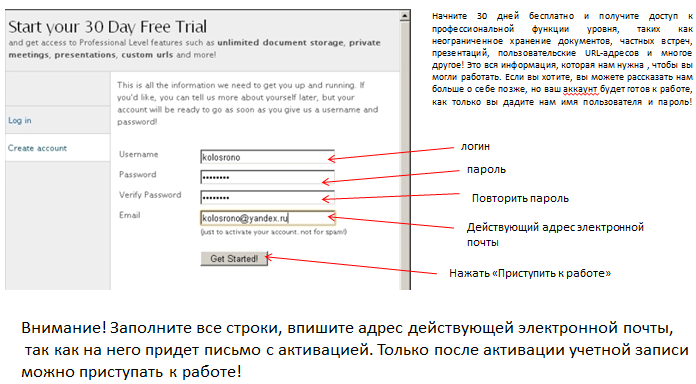 Start your 30 Day Free Trial
and get access to Professional Level features such as unlimited document storage, private
meetings, presentations, custom urls and more!
Log in
Create account
This is all the information we need to get you up and running. If
you'd like, you can tell us more about yourself later, but your
account will be ready to go as soon as you give us a username and
password!
Username
kolosrono
Password
••••••••
Verify Password
••••••••
Email
kolosrono@yandex.ru
(just to activate your account. not for spam!)
Get Started!
Начните 30 дней бесплатно и получите доступ к
профессиональной функции уровня, таких как
неограниченное хранение документов, частных встреч,
презентаций, пользовательские URL-адресов и многое
другое! Это вся информация, которая нам нужна , чтобы вы
могли работать. Если вы хотите, вы можете рассказать нам
больше о себе позже, но ваш аккаунт будет готов к работе,
как только вы дадите нам имя пользователя и пароль!
логин
пароль
Повторить пароль
Действующий адрес электронной
почты
Нажать «Приступить к работе»
Внимание! Заполните все строки, впишите адрес действующей электронной почты,
так как на него придет письмо с активацией. Только после активации учетной записи
можно приступать к работе!